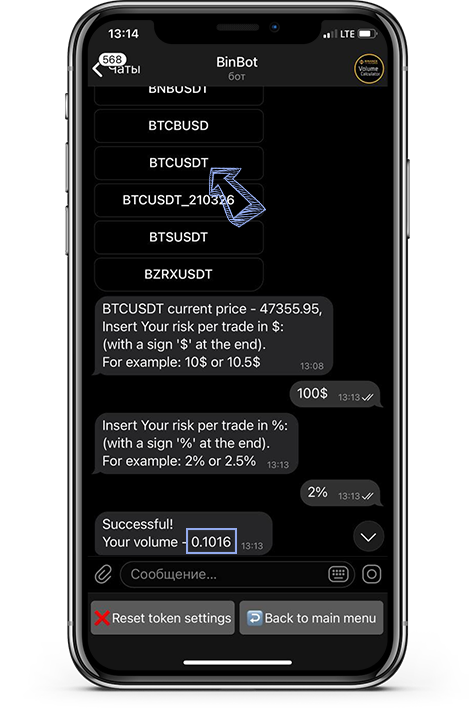 13:14
LTE
568
Чаты
BinBot
бот
Volume
Calculator
BNBUSDT
BTCBUSD
BTCUSDT
BTCUSDT_210326
BTSUSDT
BZRXUSDT
BTCUSDT current price - 47355.95,
Insert Your risk per trade in $:
(with a sign '$' at the end).
For example: 10$ or 10.5$
13:08
100$
13:13
Insert Your risk per trade in %:
(with a sign '%' at the end).
For example: 2% or 2.5%
13:13
2%
13:13
Successful!
Your volume - 0.1016
13:13
Сообщение...
Reset token settings
Back to main menu